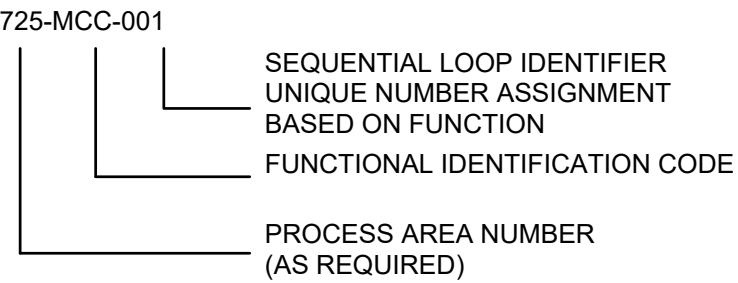 725-MCC-001
SEQUENTIAL LOOP IDENTIFIER
UNIQUE NUMBER ASSIGNMENT
BASED ON FUNCTION
FUNCTIONAL IDENTIFICATION CODE
PROCESS AREA NUMBER
(AS REQUIRED)